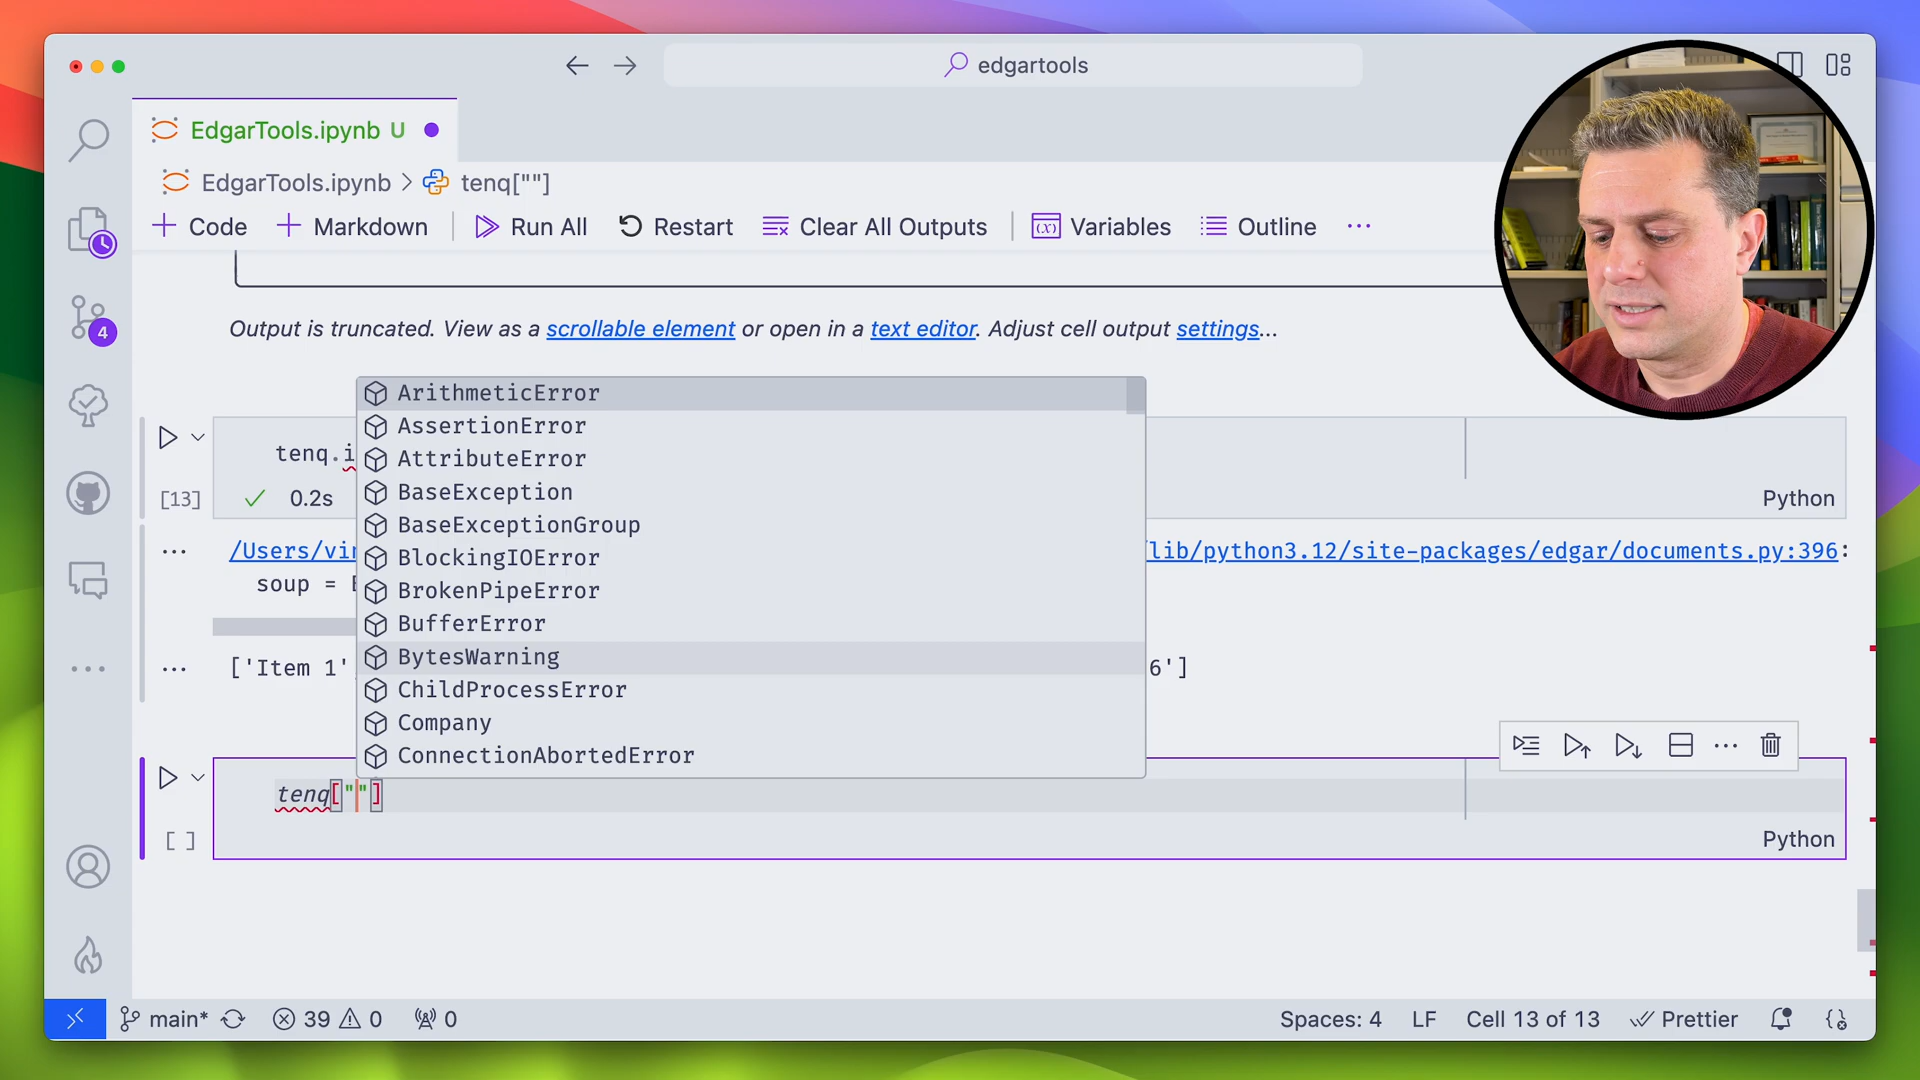 edgartools
EdgarTools.ipynb U
EdgarTools.ipynb > tenq[""]
+ Code + Markdown Run All Restart Clear All Outputs (x) Variables Outline ...
Output is truncated. View as a scrollable element or open in a text editor. Adjust cell output settings...
ArithmeticError
AssertionError
AttributeError
BaseException
BaseExceptionGroup
BlockingIOError
BrokenPipeError
BufferError
BytesWarning
ChildProcessError
Company
ConnectionAbortedError
4
tenq.i
[13] 0.2s Python
/Users/vi /lib/python3.12/site-packages/edgar/documents.py:396:
soup =
['Item 1' 6']
tenq[""]
[ ] Python
main* 39 0 0 Spaces: 4 LF Cell 13 of 13 Prettier